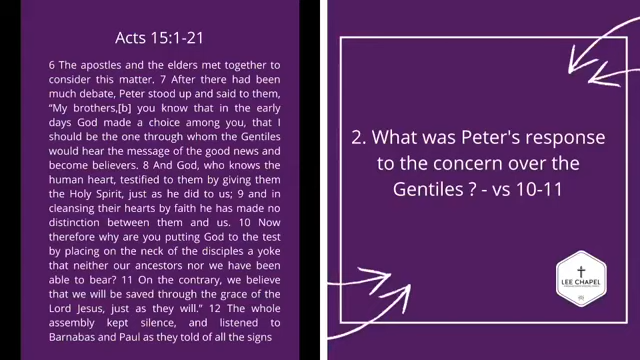 Acts 15:1-21
6 The apostles and the elders met together to
consider this matter. 7 After there had been
much debate, Peter stood up and said to them,
“My brothers,[b] you know that in the early
days God made a choice among you, that I
should be the one through whom the Gentiles
would hear the message of the good news and
become believers. 8 And God, who knows the
human heart, testified to them by giving them
the Holy Spirit, just as he did to us; 9 and in
cleansing their hearts by faith he has made no
distinction between them and us. 10 Now
therefore why are you putting God to the test
by placing on the neck of the disciples a yoke
that neither our ancestors nor we have been
able to bear? 11 On the contrary, we believe
that we will be saved through the grace of the
Lord Jesus, just as they will.” 12 The whole
assembly kept silence, and listened to
Barnabas and Paul as they told of all the signs
2. What was Peter's response
to the concern over the
Gentiles ? - vs 10-11
LEE CHAPEL